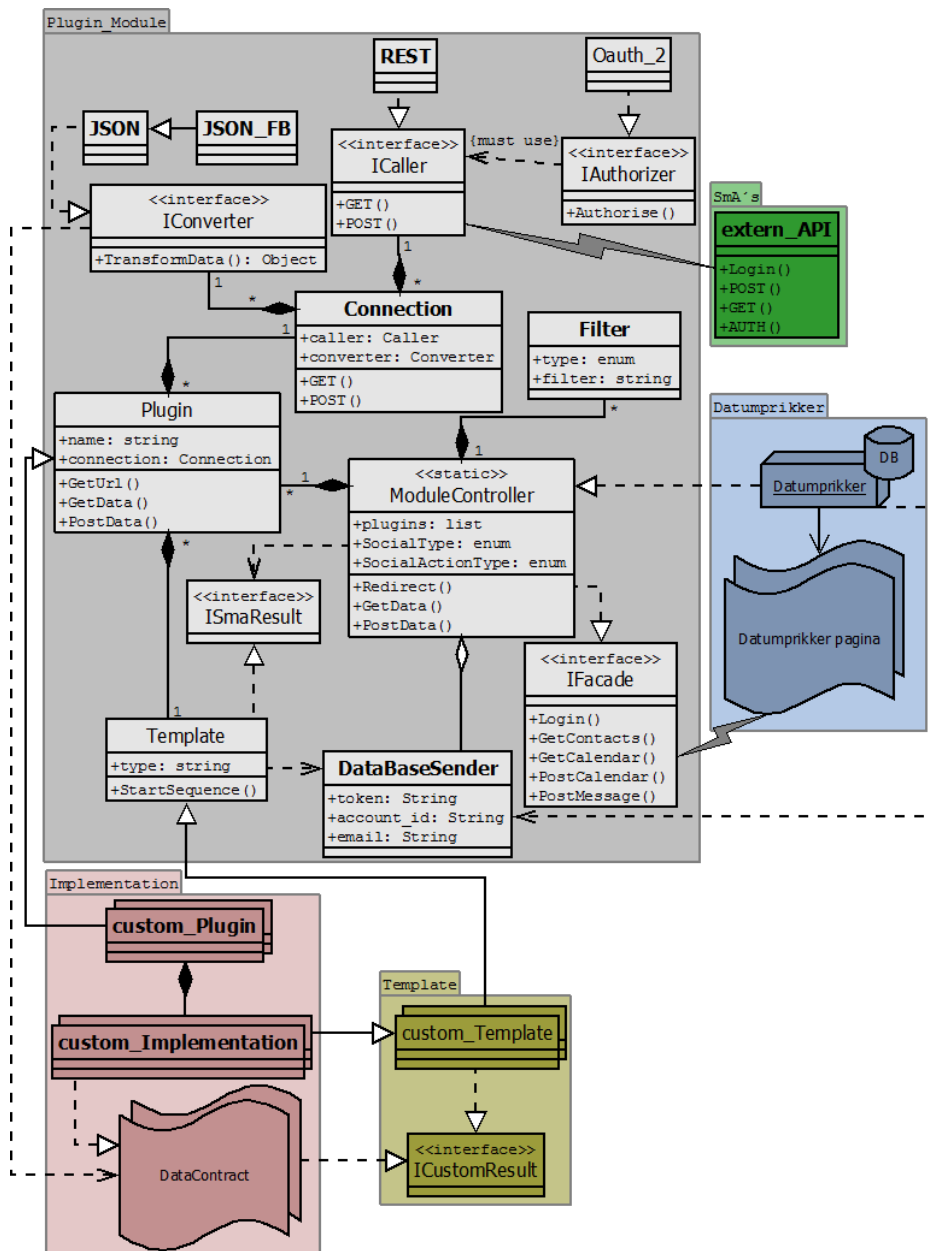 Plugin_Module
REST
Oauth_2
JSON
JSON_FB
<<interface>>
ICaller
+GET()
+POST()
{must use}
<<interface>>
IAuthorizer
+Authorise()
<<interface>>
IConverter
+TransformData(): Object
SmA´s
extern_API
+Login()
+POST()
+GET()
+AUTH()
1
*
1
*
Connection
+caller: Caller
+converter: Converter
+GET()
+POST()
1
*
Filter
+type: enum
+filter: string
*
1
Plugin
+name: string
+connection: Connection
+GetUrl()
+GetData()
+PostData()
1
*
*
<<static>>
ModuleController
+plugins: list
+SocialType: enum
+SocialActionType: enum
+Redirect()
+GetData()
+PostData()
Datumprikker
DB
Datumprikker
Datumprikker pagina
<<interface>>
ISmaResult
<<interface>>
IFacade
+Login()
+GetContacts()
+GetCalendar()
+PostCalendar()
+PostMessage()
1
Template
+type: string
+StartSequence()
DataBaseSender
+token: String
+account_id: String
+email: String
Implementation
custom_Plugin
custom_Implementation
DataContract
Template
custom_Template
<<interface>>
ICustomResult